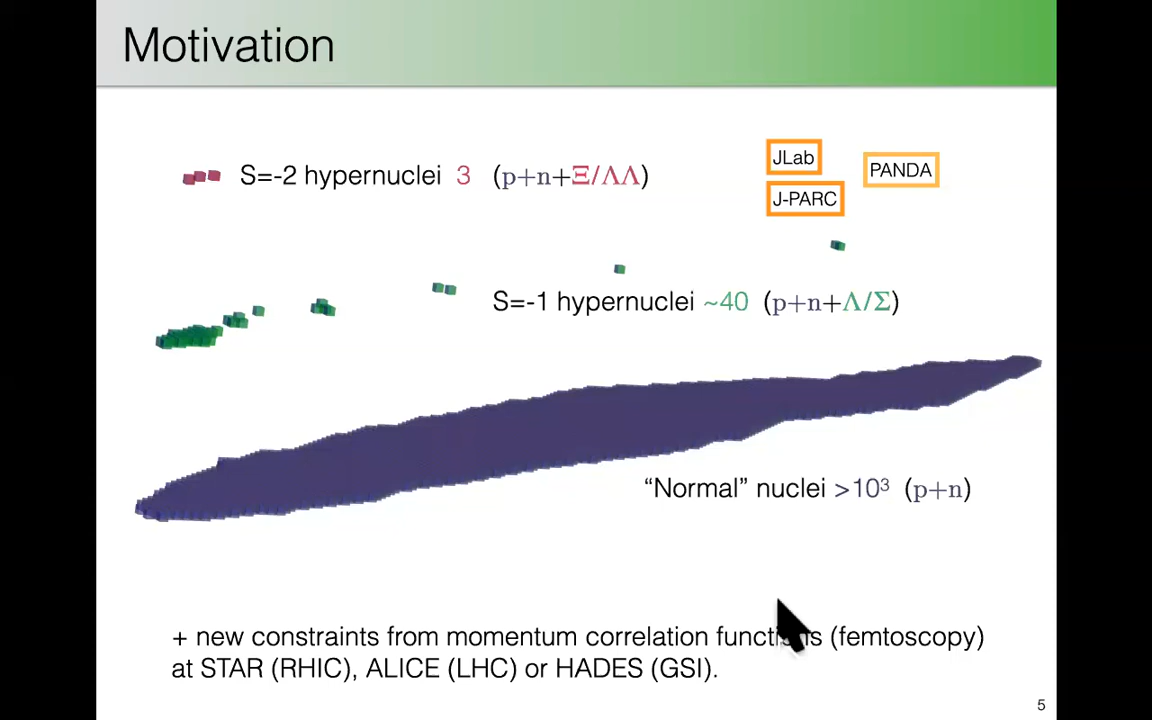 Motivation
S=-2 hypernuclei 3 (p+n+Ξ/ΛΛ)
JLab
PANDA
J-PARC
S=-1 hypernuclei ~40 (p+n+Λ/Σ)
“Normal” nuclei >10³ (p+n)
+ new constraints from momentum correlation functions (femtoscopy)
at STAR (RHIC), ALICE (LHC) or HADES (GSI).
5